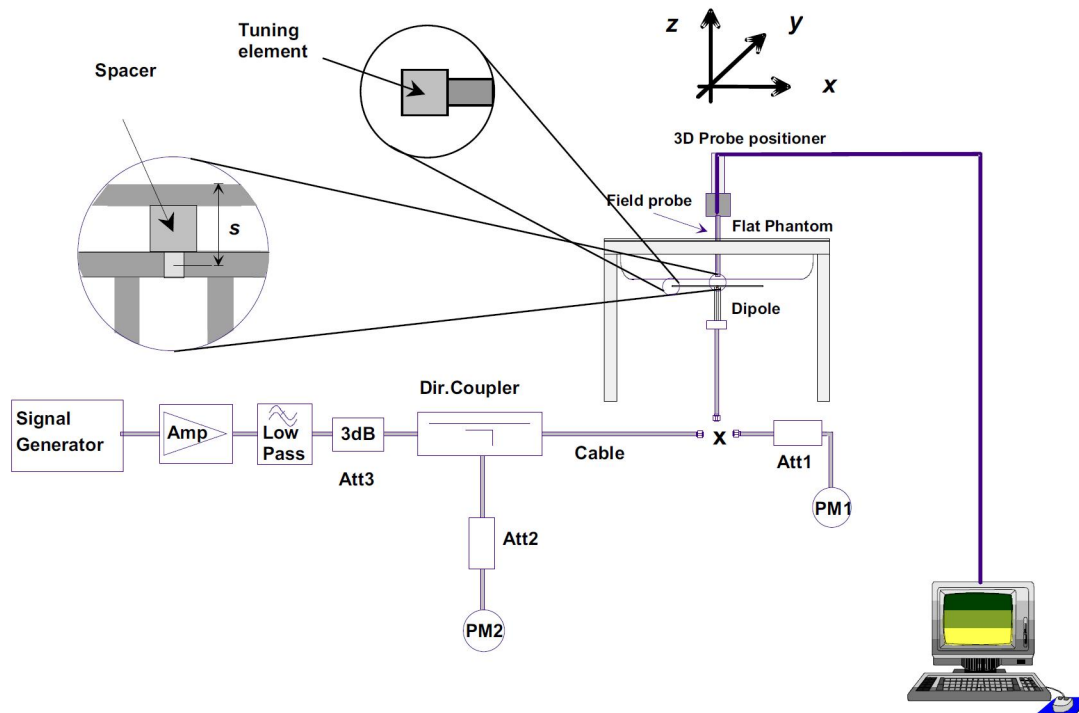 Tuning
element
Spacer
z
y
x
3D Probe positioner
Field probe
Flat Phantom
s
Dipole
Dir.Coupler
Signal
Generator
Amp
Low
Pass
3dB
Att3
Cable
x
Att1
PM1
Att2
PM2